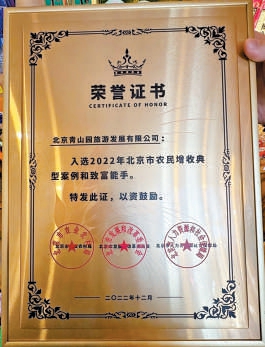 荣誉证书
CERTIFICATE OF HONOR
北京青山园旅游发展有限公司：
入选2022年北京市农民增收典
型案例和致富能手。
特发此证，以资鼓励。
二〇二二年十二月